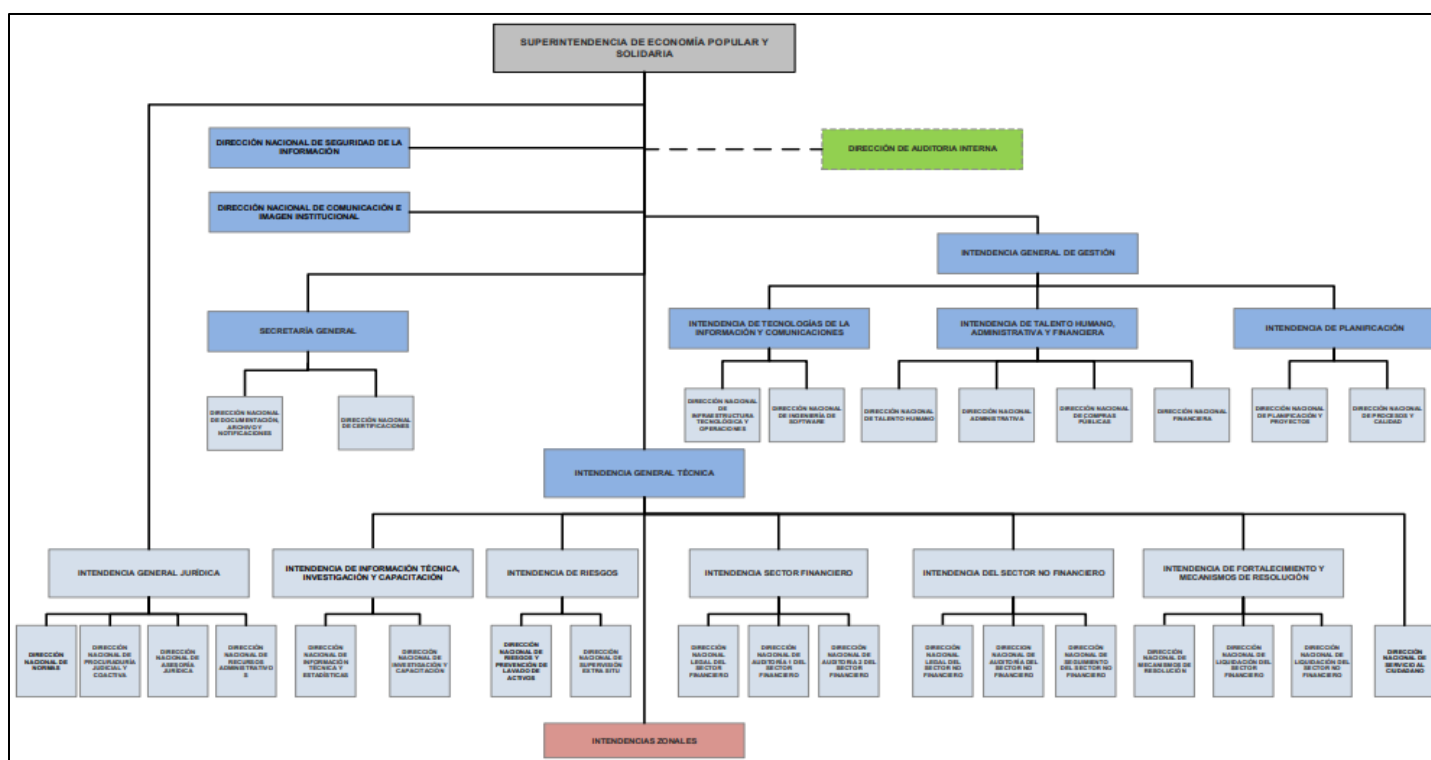 SUPERINTENDENCIA DE ECONOMÍA POPULAR Y
SOLIDARIA
DIRECCIÓN NACIONAL DE SEGURIDAD DE LA
INFORMACIÓN
DIRECCIÓN DE AUDITORIA INTERNA
DIRECCIÓN NACIONAL DE COMUNICACIÓN E
IMAGEN INSTITUCIONAL
INTENDENCIA GENERAL DE GESTIÓN
SECRETARÍA GENERAL
INTENDENCIA DE TECNOLOGÍAS DE LA
INFORMACIÓN Y COMUNICACIONES
INTENDENCIA DE TALENTO HUMANO,
ADMINISTRATIVA Y FINANCIERA
INTENDENCIA DE PLANIFICACIÓN
DIRECCIÓN NACIONAL
DE DOCUMENTACIÓN,
ARCHIVO Y
NOTIFICACIONES
DIRECCIÓN NACIONAL
DE CERTIFICACIONES
DIRECCIÓN NACIONAL
DE
INFRAESTRUCTURA
TECNOLÓGICA Y
OPERACIONES
DIRECCIÓN NACIONAL
DE INGENIERÍA DE
SOFTWARE
DIRECCIÓN NACIONAL
DE TALENTO HUMANO
DIRECCIÓN NACIONAL
ADMINISTRATIVA
DIRECCIÓN NACIONAL
DE COMPRAS
PÚBLICAS
DIRECCIÓN NACIONAL
FINANCIERA
DIRECCIÓN NACIONAL
DE PLANIFICACIÓN Y
PROYECTOS
DIRECCIÓN NACIONAL
DE PROCESOS Y
CALIDAD
INTENDENCIA GENERAL TÉCNICA
INTENDENCIA GENERAL JURÍDICA
INTENDENCIA DE INFORMACIÓN TÉCNICA,
INVESTIGACIÓN Y CAPACITACIÓN
INTENDENCIA DE RIESGOS
INTENDENCIA SECTOR FINANCIERO
INTENDENCIA DEL SECTOR NO FINANCIERO
INTENDENCIA DE FORTALECIMIENTO Y
MECANISMOS DE RESOLUCIÓN
DIRECCIÓN
NACIONAL DE
NORMAS
DIRECCIÓN
NACIONAL DE
PROCURADURÍA
JUDICIAL Y
COACTIVA
DIRECCIÓN
NACIONAL DE
ASESORÍA
JURÍDICA
DIRECCIÓN
NACIONAL DE
RECURSOS
ADMINISTRATIVO
S
DIRECCIÓN
NACIONAL DE
INFORMACIÓN
TÉCNICA Y
ESTADÍSTICAS
DIRECCIÓN
NACIONAL DE
INVESTIGACIÓN Y
CAPACITACIÓN
DIRECCIÓN
NACIONAL DE
RIESGOS Y
PREVENCIÓN DE
LAVADO DE
ACTIVOS
DIRECCIÓN
NACIONAL DE
SUPERVISIÓN
EXTRA SITU
DIRECCIÓN
NACIONAL
LEGAL DEL
SECTOR
FINANCIERO
DIRECCIÓN
NACIONAL DE
AUDITORÍA 1 DEL
SECTOR
FINANCIERO
DIRECCIÓN
NACIONAL DE
AUDITORIA 2 DEL
SECTOR
FINANCIERO
DIRECCIÓN
NACIONAL
LEGAL DEL
SECTOR NO
FINANCIERO
DIRECCIÓN
NACIONAL DE
AUDITORÍA DEL
SECTOR NO
FINANCIERO
DIRECCIÓN
NACIONAL DE
SEGUIMIENTO
DEL SECTOR NO
FINANCIERO
DIRECCIÓN
NACIONAL DE
MECANISMOS DE
RESOLUCIÓN
DIRECCIÓN
NACIONAL DE
LIQUIDACIÓN DEL
SECTOR
FINANCIERO
DIRECCIÓN
NACIONAL DE
LIQUIDACIÓN DEL
SECTOR NO
FINANCIERO
DIRECCIÓN
NACIONAL DE
SERVICIO AL
CIUDADANO
INTENDENCIAS ZONALES